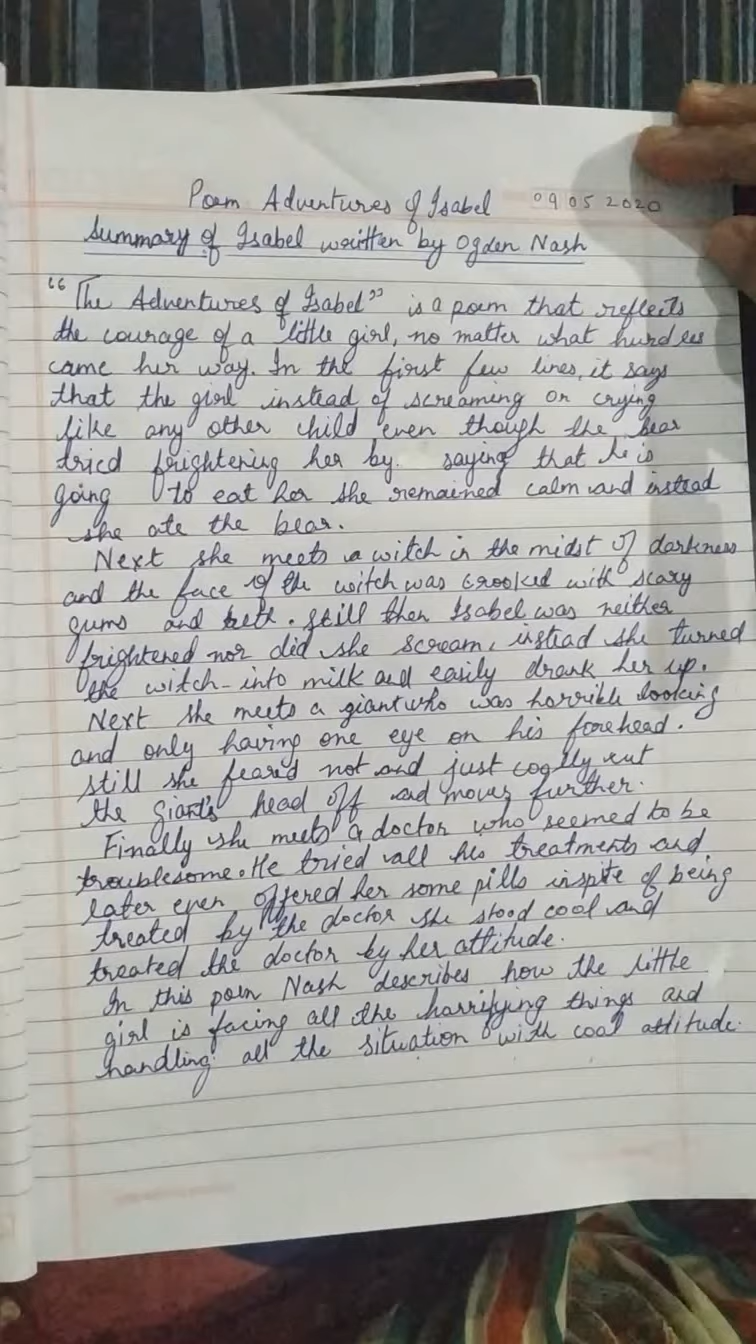 Poem Adventures of Isabel 09 05 2020
Summary of Isabel written by Ogden Nash
"The Adventures of Isabel" is a poem that reflects
the courage of a little girl, no matter what hurdles
came her way. In the first few lines, it says
that the girl instead of screaming or crying
like any other child even though the bear
tried frightening her by saying that he is
going to eat her she remained calm and instead
she ate the bear.
Next she meets a witch in the midst of darkness
and the face of the witch was crooked with scary
gums and teeth. still then Isabel was neither
frightened nor did she scream, instead she turned
the witch into milk and easily drank her up.
Next she meets a giant who was horrible looking
and only having one eye on his forehead.
still she feared not and just coolly cut
the giant's head off and moves further.
Finally she meets a doctor who seemed to be
troublesome. He tried all his treatments and
later even offered her some pills inspite of being
treated by the doctor she stood cool and
treated the doctor by her attitude.
In this poem Nash describes how the little
girl is facing all the harrifying things and
handling all the situation with cool attitude.